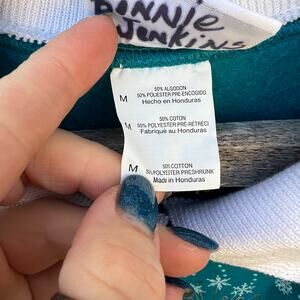 BONNIE
JENKINS
50% ALGODON
50% POLIESTER PRE-ENCOGIDO
M
Hecho en Honduras
50% COTON
50% POLYESTER PRÉ-RÉTRÉCI
M
Fabriqué au Honduras
50% COTTON
M
50%POLYESTER PRESHRUNK
Made in Honduras